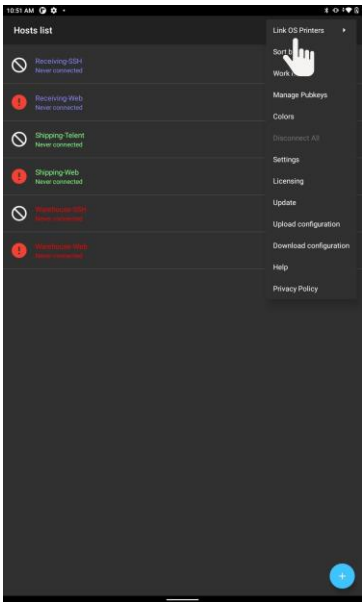 10:51 AM
Hosts list
Link OS Printers
Receiving-SSH
Never connected
Receiving-Web
Never connected
Shipping-Telent
Never connected
Shipping-Web
Never connected
Warehouse-SSH
Never connected
Warehouse-Web
Never connected
Sort b
Work
Manage Pubkeys
Colors
Disconnect All
Settings
Licensing
Update
Upload configuration
Download configuration
Help
Privacy Policy